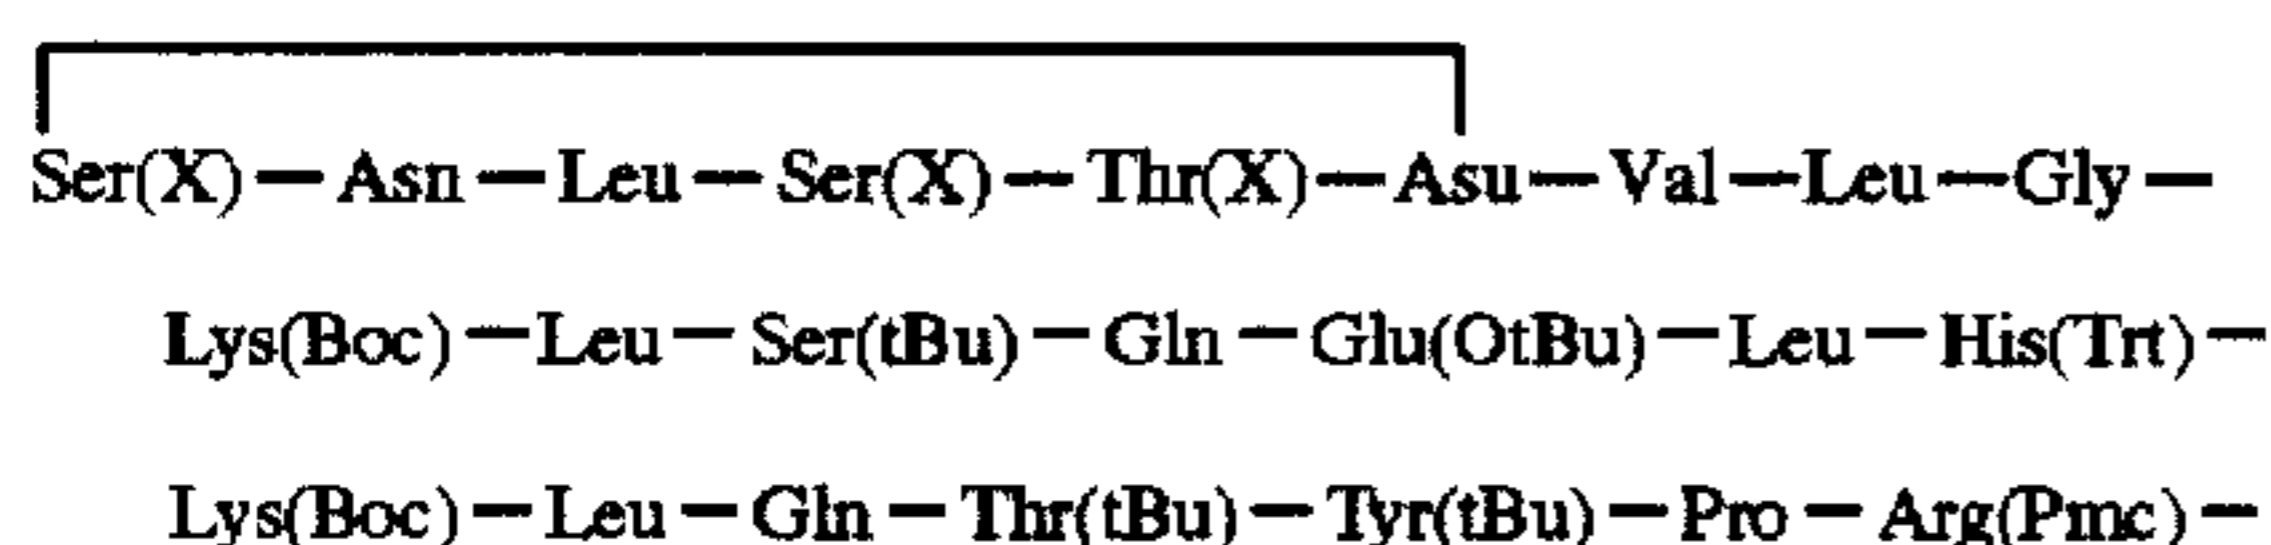 Ser(X)—Asn—Leu—Ser(X)—Thr(X)—Asu—Val—Leu—Gly—
Lys(Boc)—Leu—Ser(tBu)—Gln—Glu(OtBu)—Leu—His(Trt)—
Lys(Boc)—Leu—Gln—Thr(tBu)—Tyr(tBu)—Pro—Arg(Pmc)—